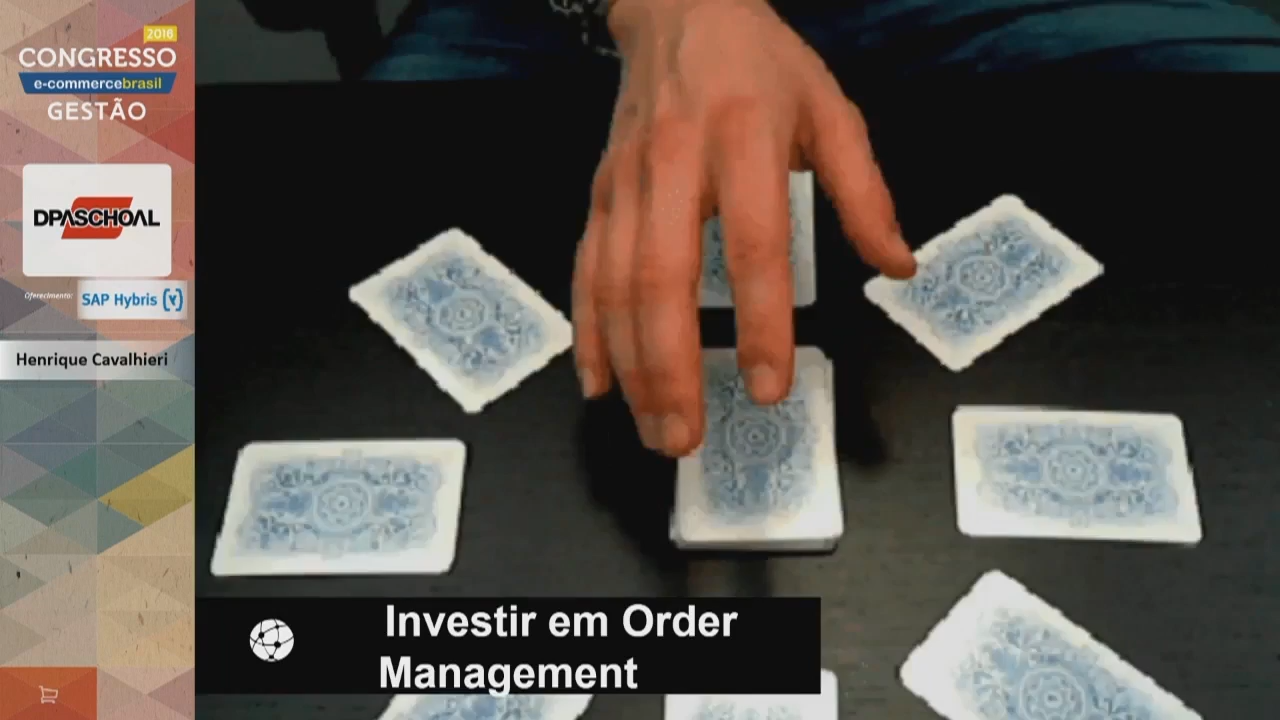 2016
CONGRESSO
e-commercebrasil
GESTÃO
DPASCHOAL
Oferecimento:
SAP Hybris (Y)
Henrique Cavalhieri
Investir em Order
Management